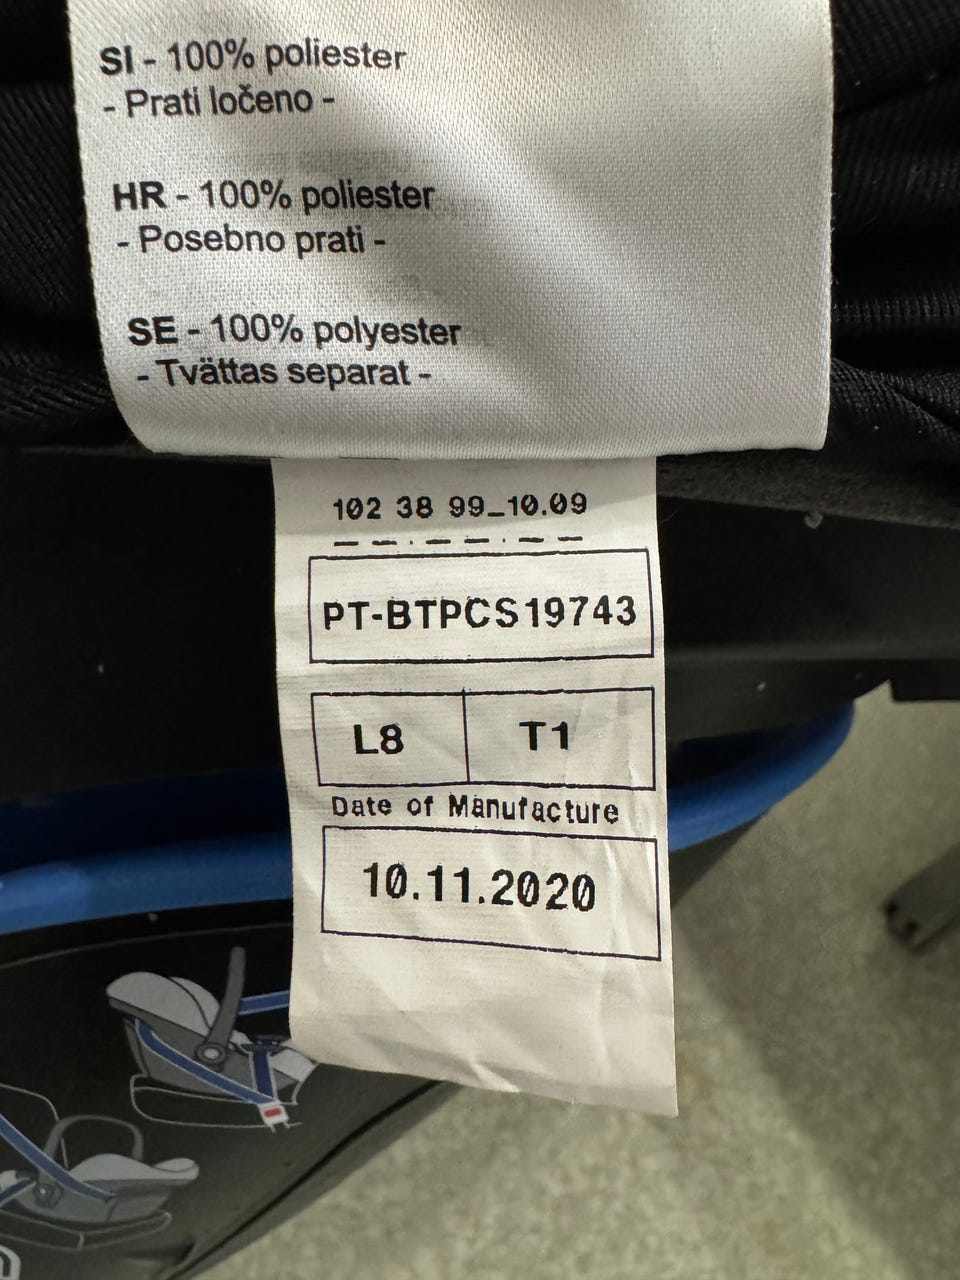 SI - 100% poliester
- Prati ločeno -
HR - 100% poliester
- Posebno prati -
SE - 100% polyester
- Tvättas separat -
102 38 99_10.09
PT-BTPCS19743
L8 T1
Date of Manufacture
10.11.2020